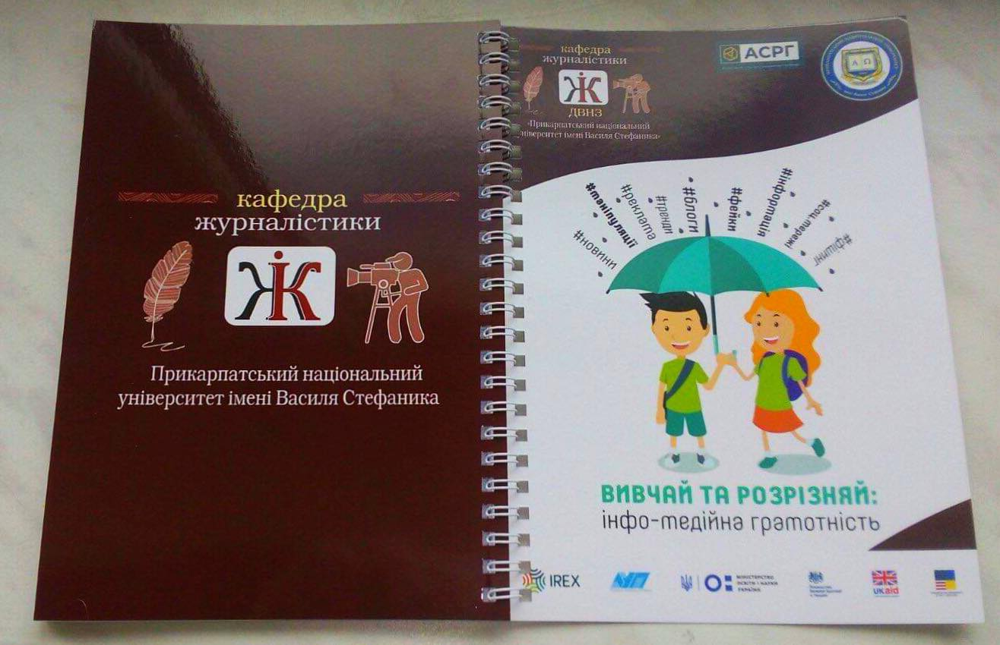 кафедра
журналістики
ЖК
Прикарпатський національний
університет імені Василя Стефаника
кафедра
журналістики
ЖК
ДВНЗ
«Прикарпатський національний
університет імені Василя Стефаника»
АСРГ
Α Ω
#новини
#маніпуляції
#реклама
#тренди
#блоги
#фейки
#інформація
#соц.мережі
#фішинг
ВИВЧАЙ ТА РОЗРІЗНЯЙ:
інфо-медійна грамотність
IREX
АУП
МІНІСТЕРСТВО
ОСВІТИ І НАУКИ
УКРАЇНИ
UKaid